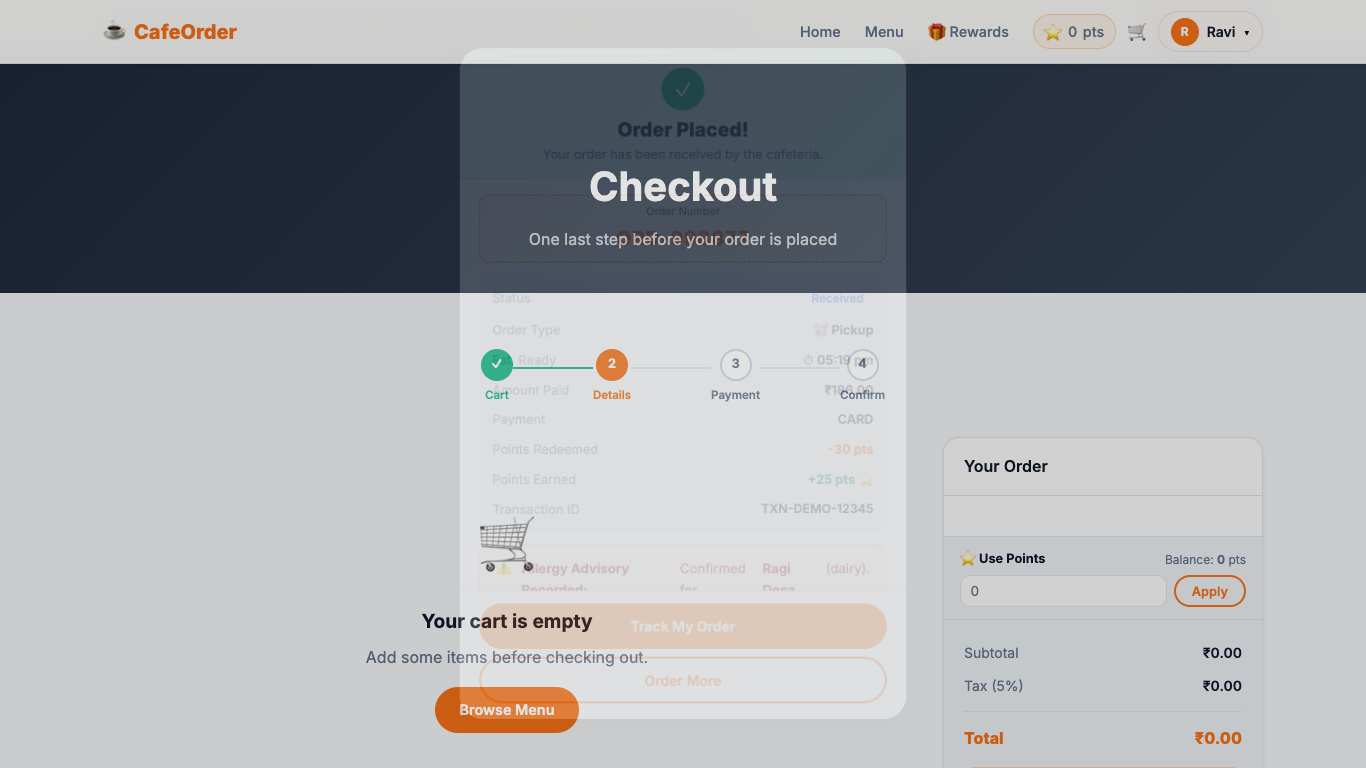 CafeOrder
Home Menu Rewards 0 pts R Ravi
Order Placed!
Your order has been received by the cafeteria.
Checkout
Order Number
One last step before your order is placed
Status Received
Order Type Pickup
Est. Ready 05:19 pm
2 3 4
Amount Paid ₹186.00
Cart Details Payment Confirm
Payment CARD
Points Redeemed -30 pts
Points Earned +25 pts
Transaction ID TXN-DEMO-12345
Allergy Advisory Recorded: Confirmed for Ragi Dosa (dairy).
Your cart is empty
Add some items before checking out.
Browse Menu
Track My Order
Order More
Your Order
Use Points Balance: 0 pts
0 Apply
Subtotal ₹0.00
Tax (5%) ₹0.00
Total ₹0.00